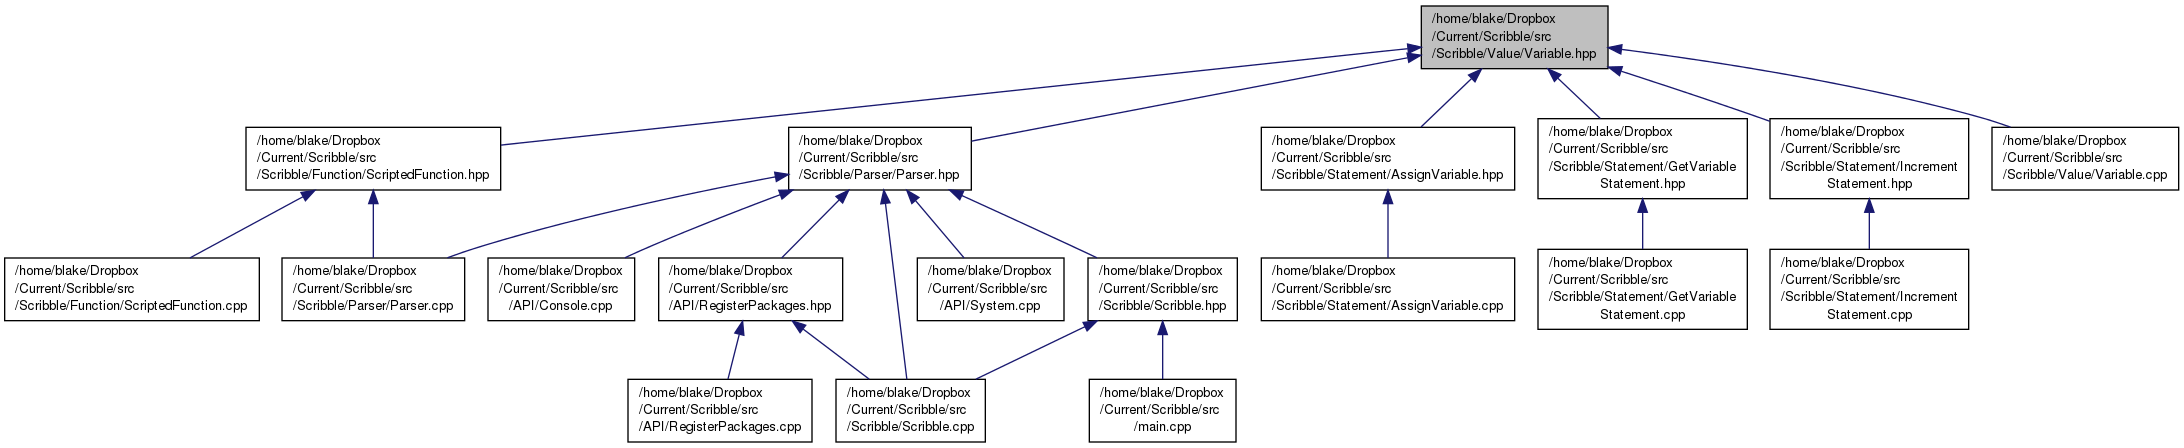 /home/blake/Dropbox
/Current/Scribble/src
/Scribble/Value/Variable.hpp
/home/blake/Dropbox
/Current/Scribble/src
/Scribble/Function/ScriptedFunction.hpp
/home/blake/Dropbox
/Current/Scribble/src
/Scribble/Parser/Parser.hpp
/home/blake/Dropbox
/Current/Scribble/src
/Scribble/Statement/AssignVariable.hpp
/home/blake/Dropbox
/Current/Scribble/src
/Scribble/Statement/GetVariable
Statement.hpp
/home/blake/Dropbox
/Current/Scribble/src
/Scribble/Statement/Increment
Statement.hpp
/home/blake/Dropbox
/Current/Scribble/src
/Scribble/Value/Variable.cpp
/home/blake/Dropbox
/Current/Scribble/src
/Scribble/Function/ScriptedFunction.cpp
/home/blake/Dropbox
/Current/Scribble/src
/Scribble/Parser/Parser.cpp
/home/blake/Dropbox
/Current/Scribble/src
/API/Console.cpp
/home/blake/Dropbox
/Current/Scribble/src
/API/RegisterPackages.hpp
/home/blake/Dropbox
/Current/Scribble/src
/API/System.cpp
/home/blake/Dropbox
/Current/Scribble/src
/Scribble/Scribble.hpp
/home/blake/Dropbox
/Current/Scribble/src
/Scribble/Statement/AssignVariable.cpp
/home/blake/Dropbox
/Current/Scribble/src
/Scribble/Statement/GetVariable
Statement.cpp
/home/blake/Dropbox
/Current/Scribble/src
/Scribble/Statement/Increment
Statement.cpp
/home/blake/Dropbox
/Current/Scribble/src
/API/RegisterPackages.cpp
/home/blake/Dropbox
/Current/Scribble/src
/Scribble/Scribble.cpp
/home/blake/Dropbox
/Current/Scribble/src
/main.cpp